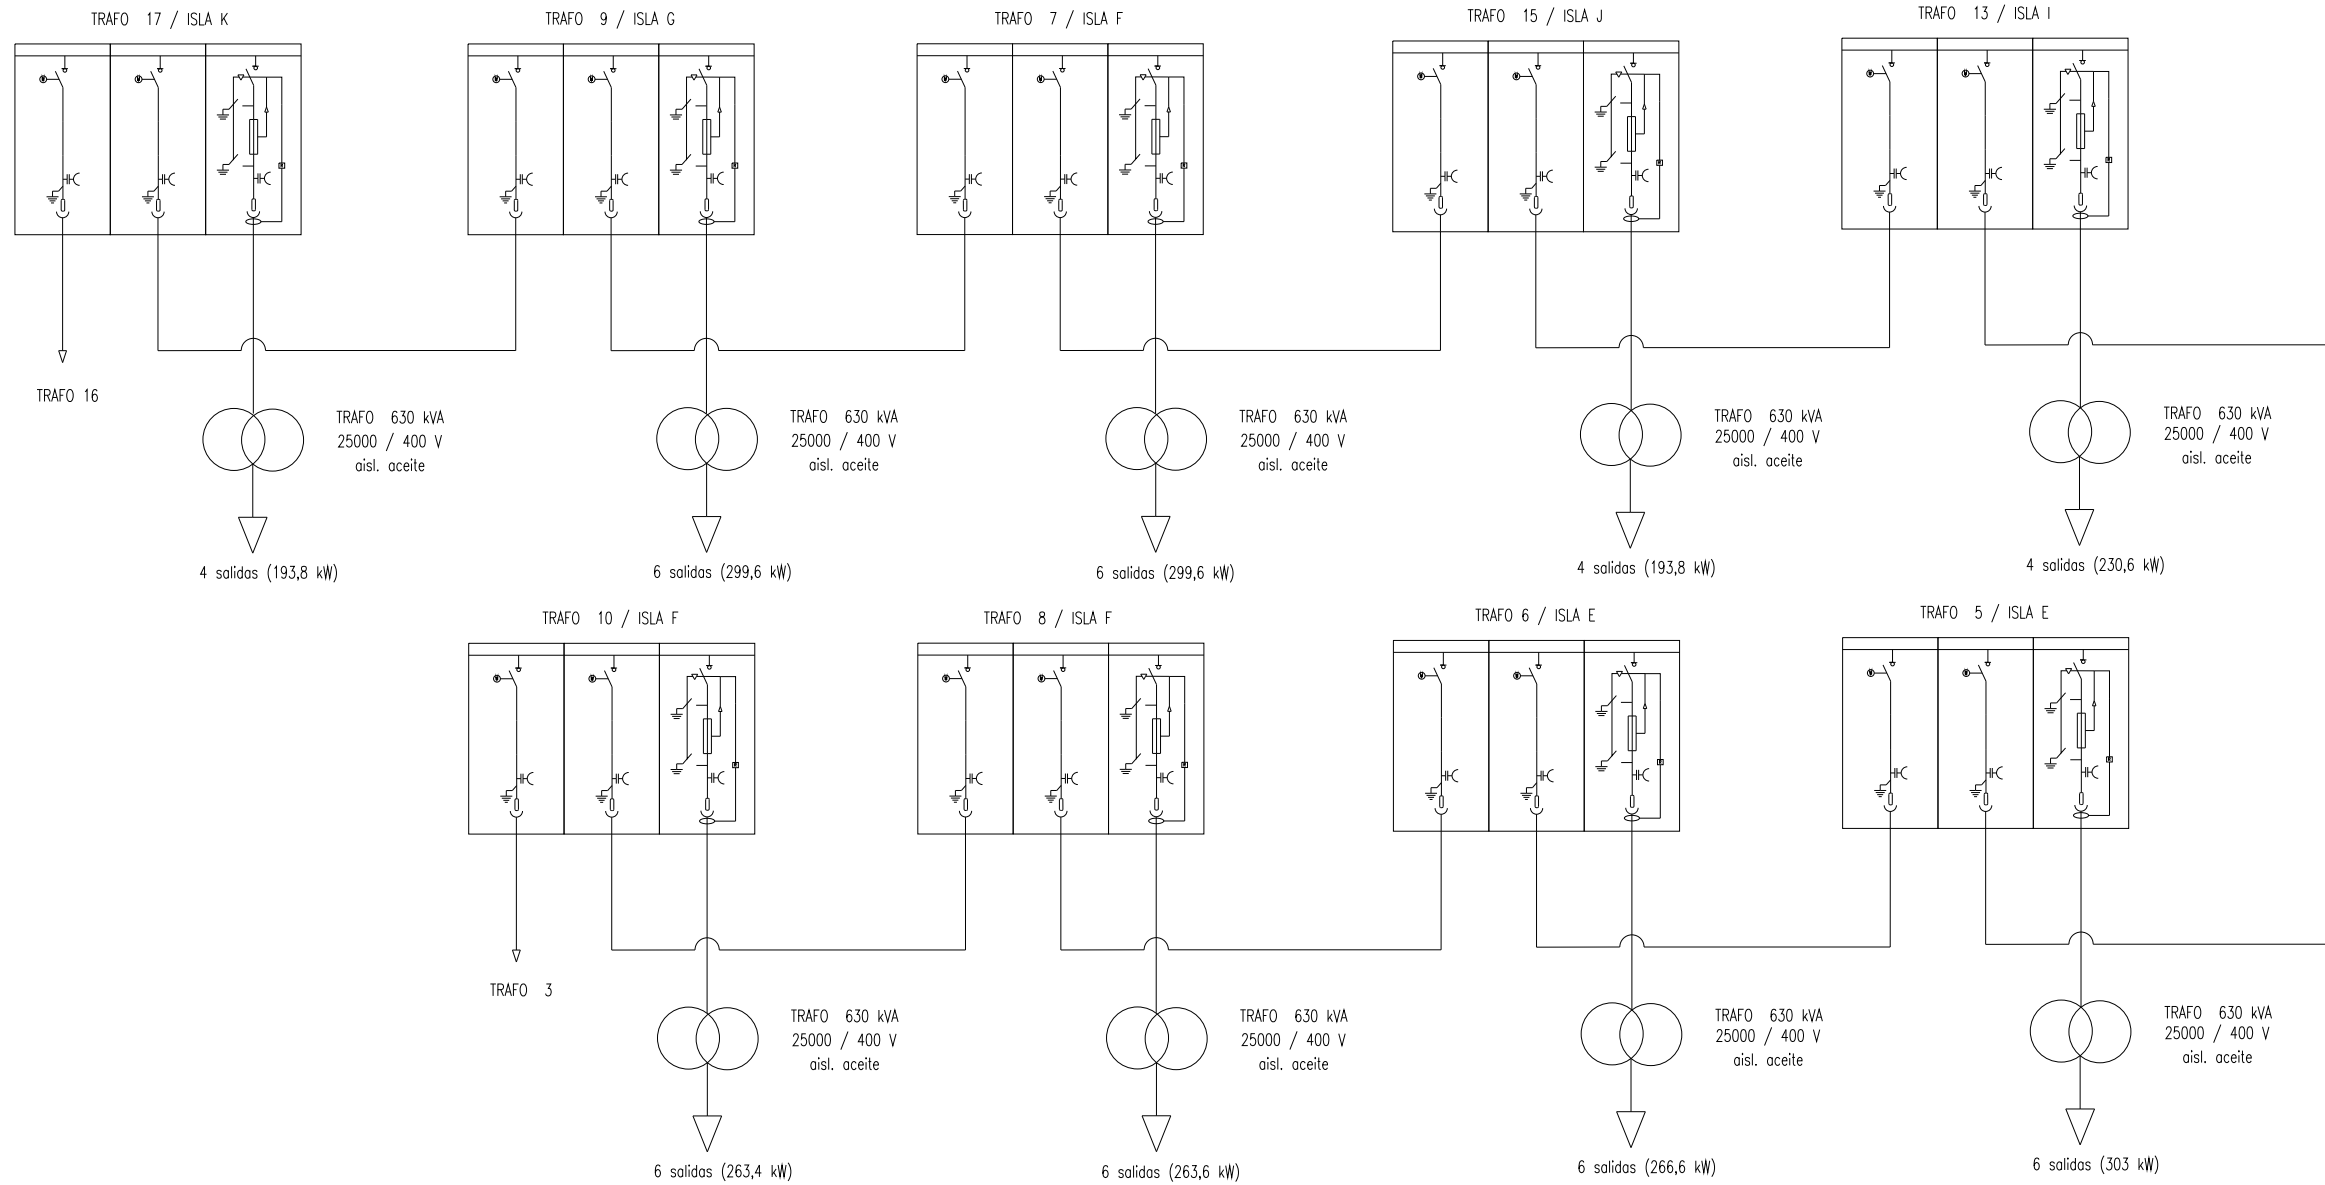 TRAFO 17 / ISLA K
TRAFO 9 / ISLA G
TRAFO 7 / ISLA F
TRAFO 15 / ISLA J
TRAFO 13 / ISLA I
TRAFO 16
TRAFO 630 kVA
25000 / 400 V
aisl. aceite
TRAFO 630 kVA
25000 / 400 V
aisl. aceite
TRAFO 630 kVA
25000 / 400 V
aisl. aceite
TRAFO 630 kVA
25000 / 400 V
aisl. aceite
TRAFO 630 kVA
25000 / 400 V
aisl. aceite
4 salidas (193,8 kW)
6 salidas (299,6 kW)
6 salidas (299,6 kW)
4 salidas (193,8 kW)
4 salidas (230,6 kW)
TRAFO 10 / ISLA F
TRAFO 8 / ISLA F
TRAFO 6 / ISLA E
TRAFO 5 / ISLA E
TRAFO 3
TRAFO 630 kVA
25000 / 400 V
aisl. aceite
TRAFO 630 kVA
25000 / 400 V
aisl. aceite
TRAFO 630 kVA
25000 / 400 V
aisl. aceite
TRAFO 630 kVA
25000 / 400 V
aisl. aceite
6 salidas (263,4 kW)
6 salidas (263,6 kW)
6 salidas (266,6 kW)
6 salidas (303 kW)